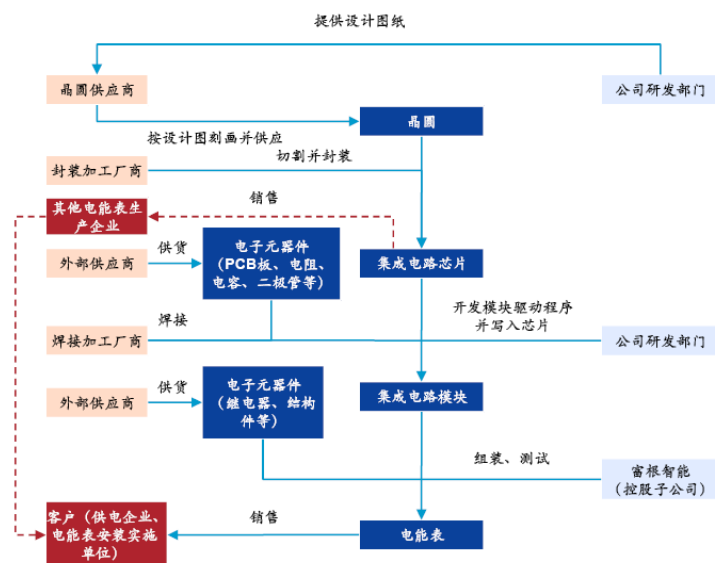 提供设计图纸
晶圆供应商
公司研发部门
晶圆
按设计图刻画并供应
切割并封装
封装加工厂商
销售
其他电能表生
产企业
外部供应商
供货
电子元器件
（PCB板、电阻、
电容、二极管等）
集成电路芯片
焊接
开发模块驱动程序
并写入芯片
焊接加工厂商
公司研发部门
外部供应商
供货
电子元器件
（继电器、结构
件等）
集成电路模块
组装、测试
富根智能
（控股子公司）
客户（供电企业、
电能表安装实施
单位）
销售
电能表